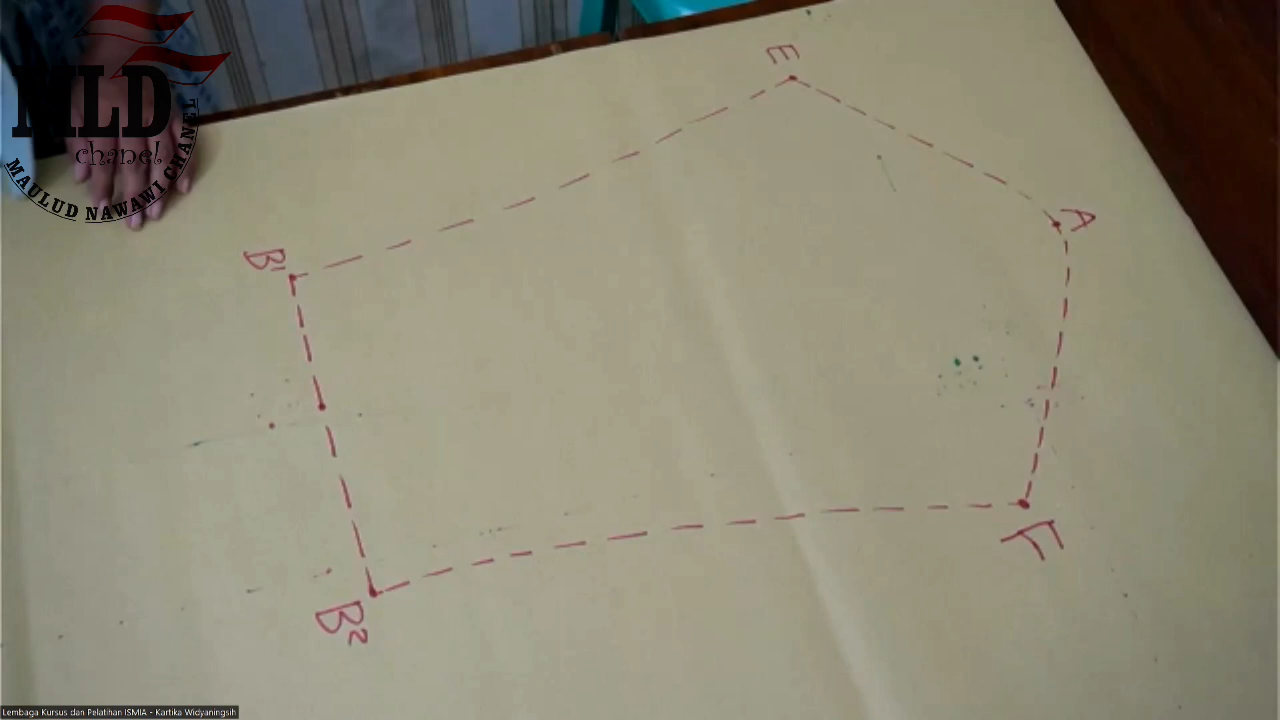 MLD
chanel
MAULUD NAWAWI CHANEL
E
A
B1
B2
F
Lembaga Kursus dan Pelatihan ISMIA - Kartika Widyaningsih